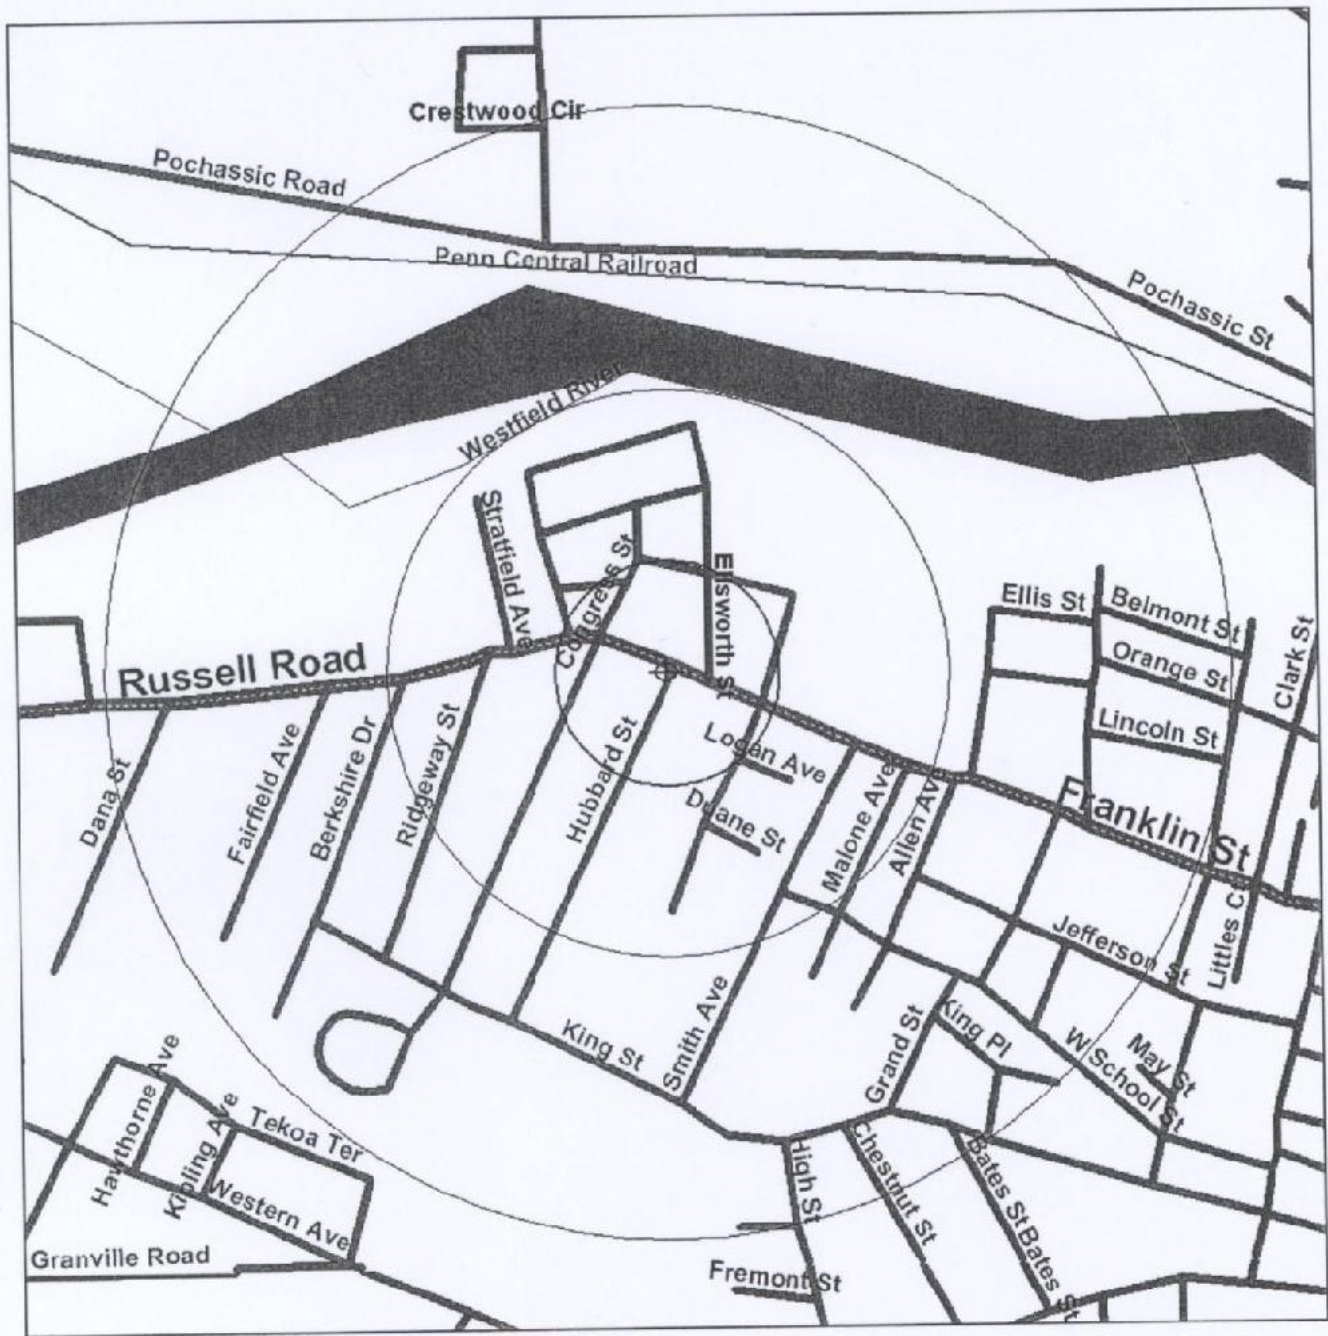 Crestwood Cir
Pochassic Road
Penn Central Railroad
Pochassic St
Westfield River
Stratfield Ave
Congress St
Ellsworth St
Ellis St
Belmont St
Orange St
Clark St
Lincoln St
Russell Road
Dana St
Fairfield Ave
Berkshire Dr
Ridgeway St
Hubbard St
Logan Ave
Duane St
Malone Ave
Allen Av
Franklin St
Jefferson St
Littles Ct
King St
Smith Ave
Grand St
King Pl
W School St
May St
Hawthorne Ave
Kipling Ave
Tekoa Ter
Western Ave
High St
Chestnut St
Bates St
Bates St
Granville Road
Fremont St